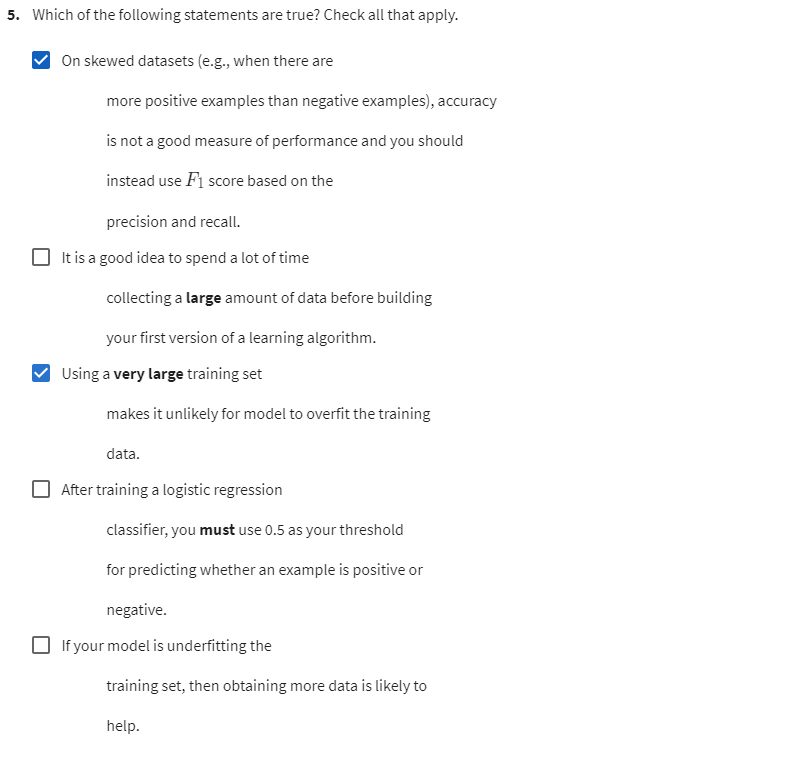 5. Which of the following statements are true? Check all that apply.
On skewed datasets (e.g., when there are
more positive examples than negative examples), accuracy
is not a good measure of performance and you should
instead use F1 score based on the
precision and recall.
It is a good idea to spend a lot of time
collecting a large amount of data before building
your first version of a learning algorithm.
Using a very large training set
makes it unlikely for model to overfit the training
data.
After training a logistic regression
classifier, you must use 0.5 as your threshold
for predicting whether an example is positive or
negative.
If your model is underfitting the
training set, then obtaining more data is likely to
help.